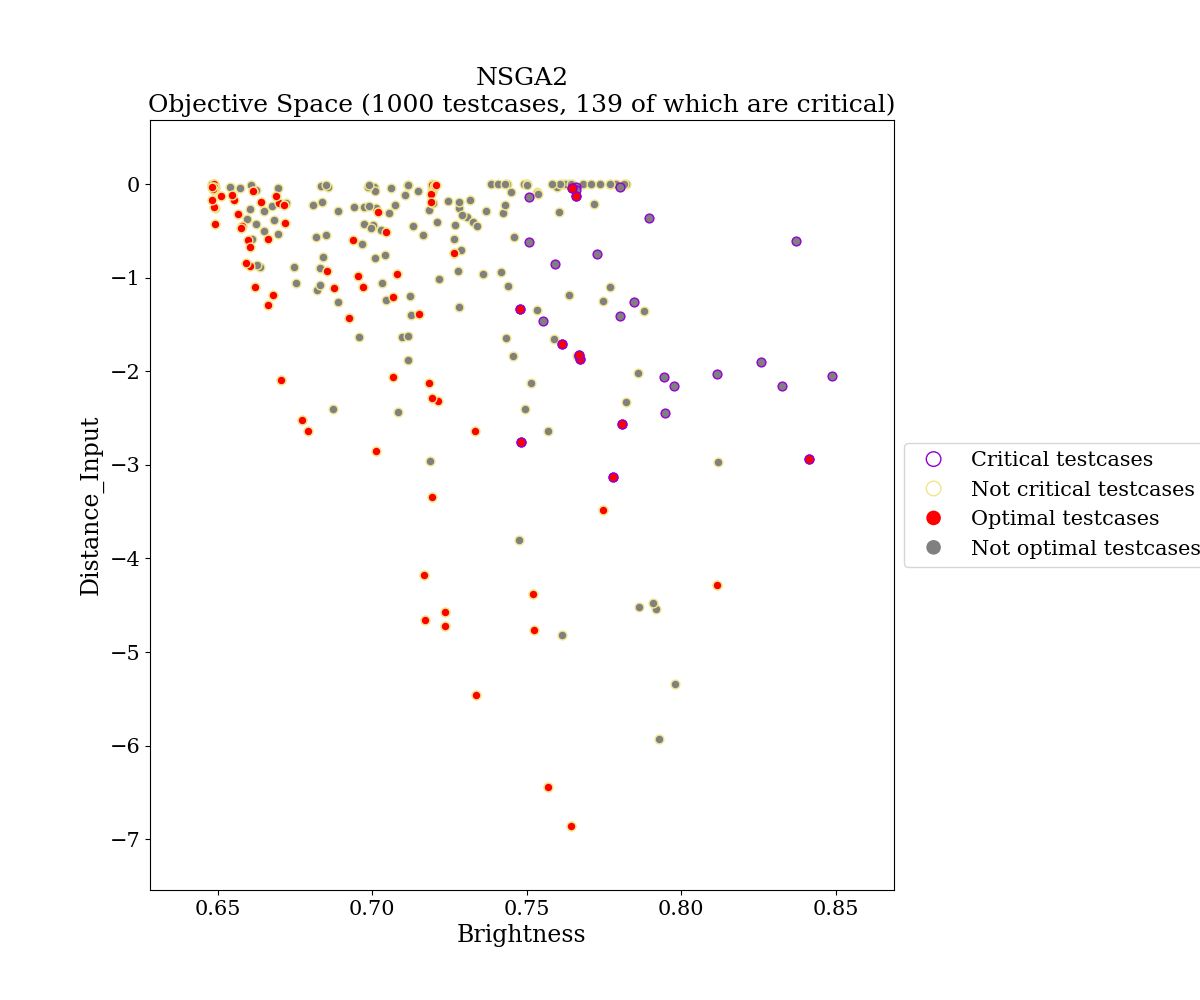 NSGA2
Objective Space (1000 testcases, 139 of which are critical)
0
−1
−2
−3
−4
−5
−6
−7
Distance_Input
0.65
0.70
0.75
0.80
0.85
Brightness
Critical testcases
Not critical testcases
Optimal testcases
Not optimal testcases